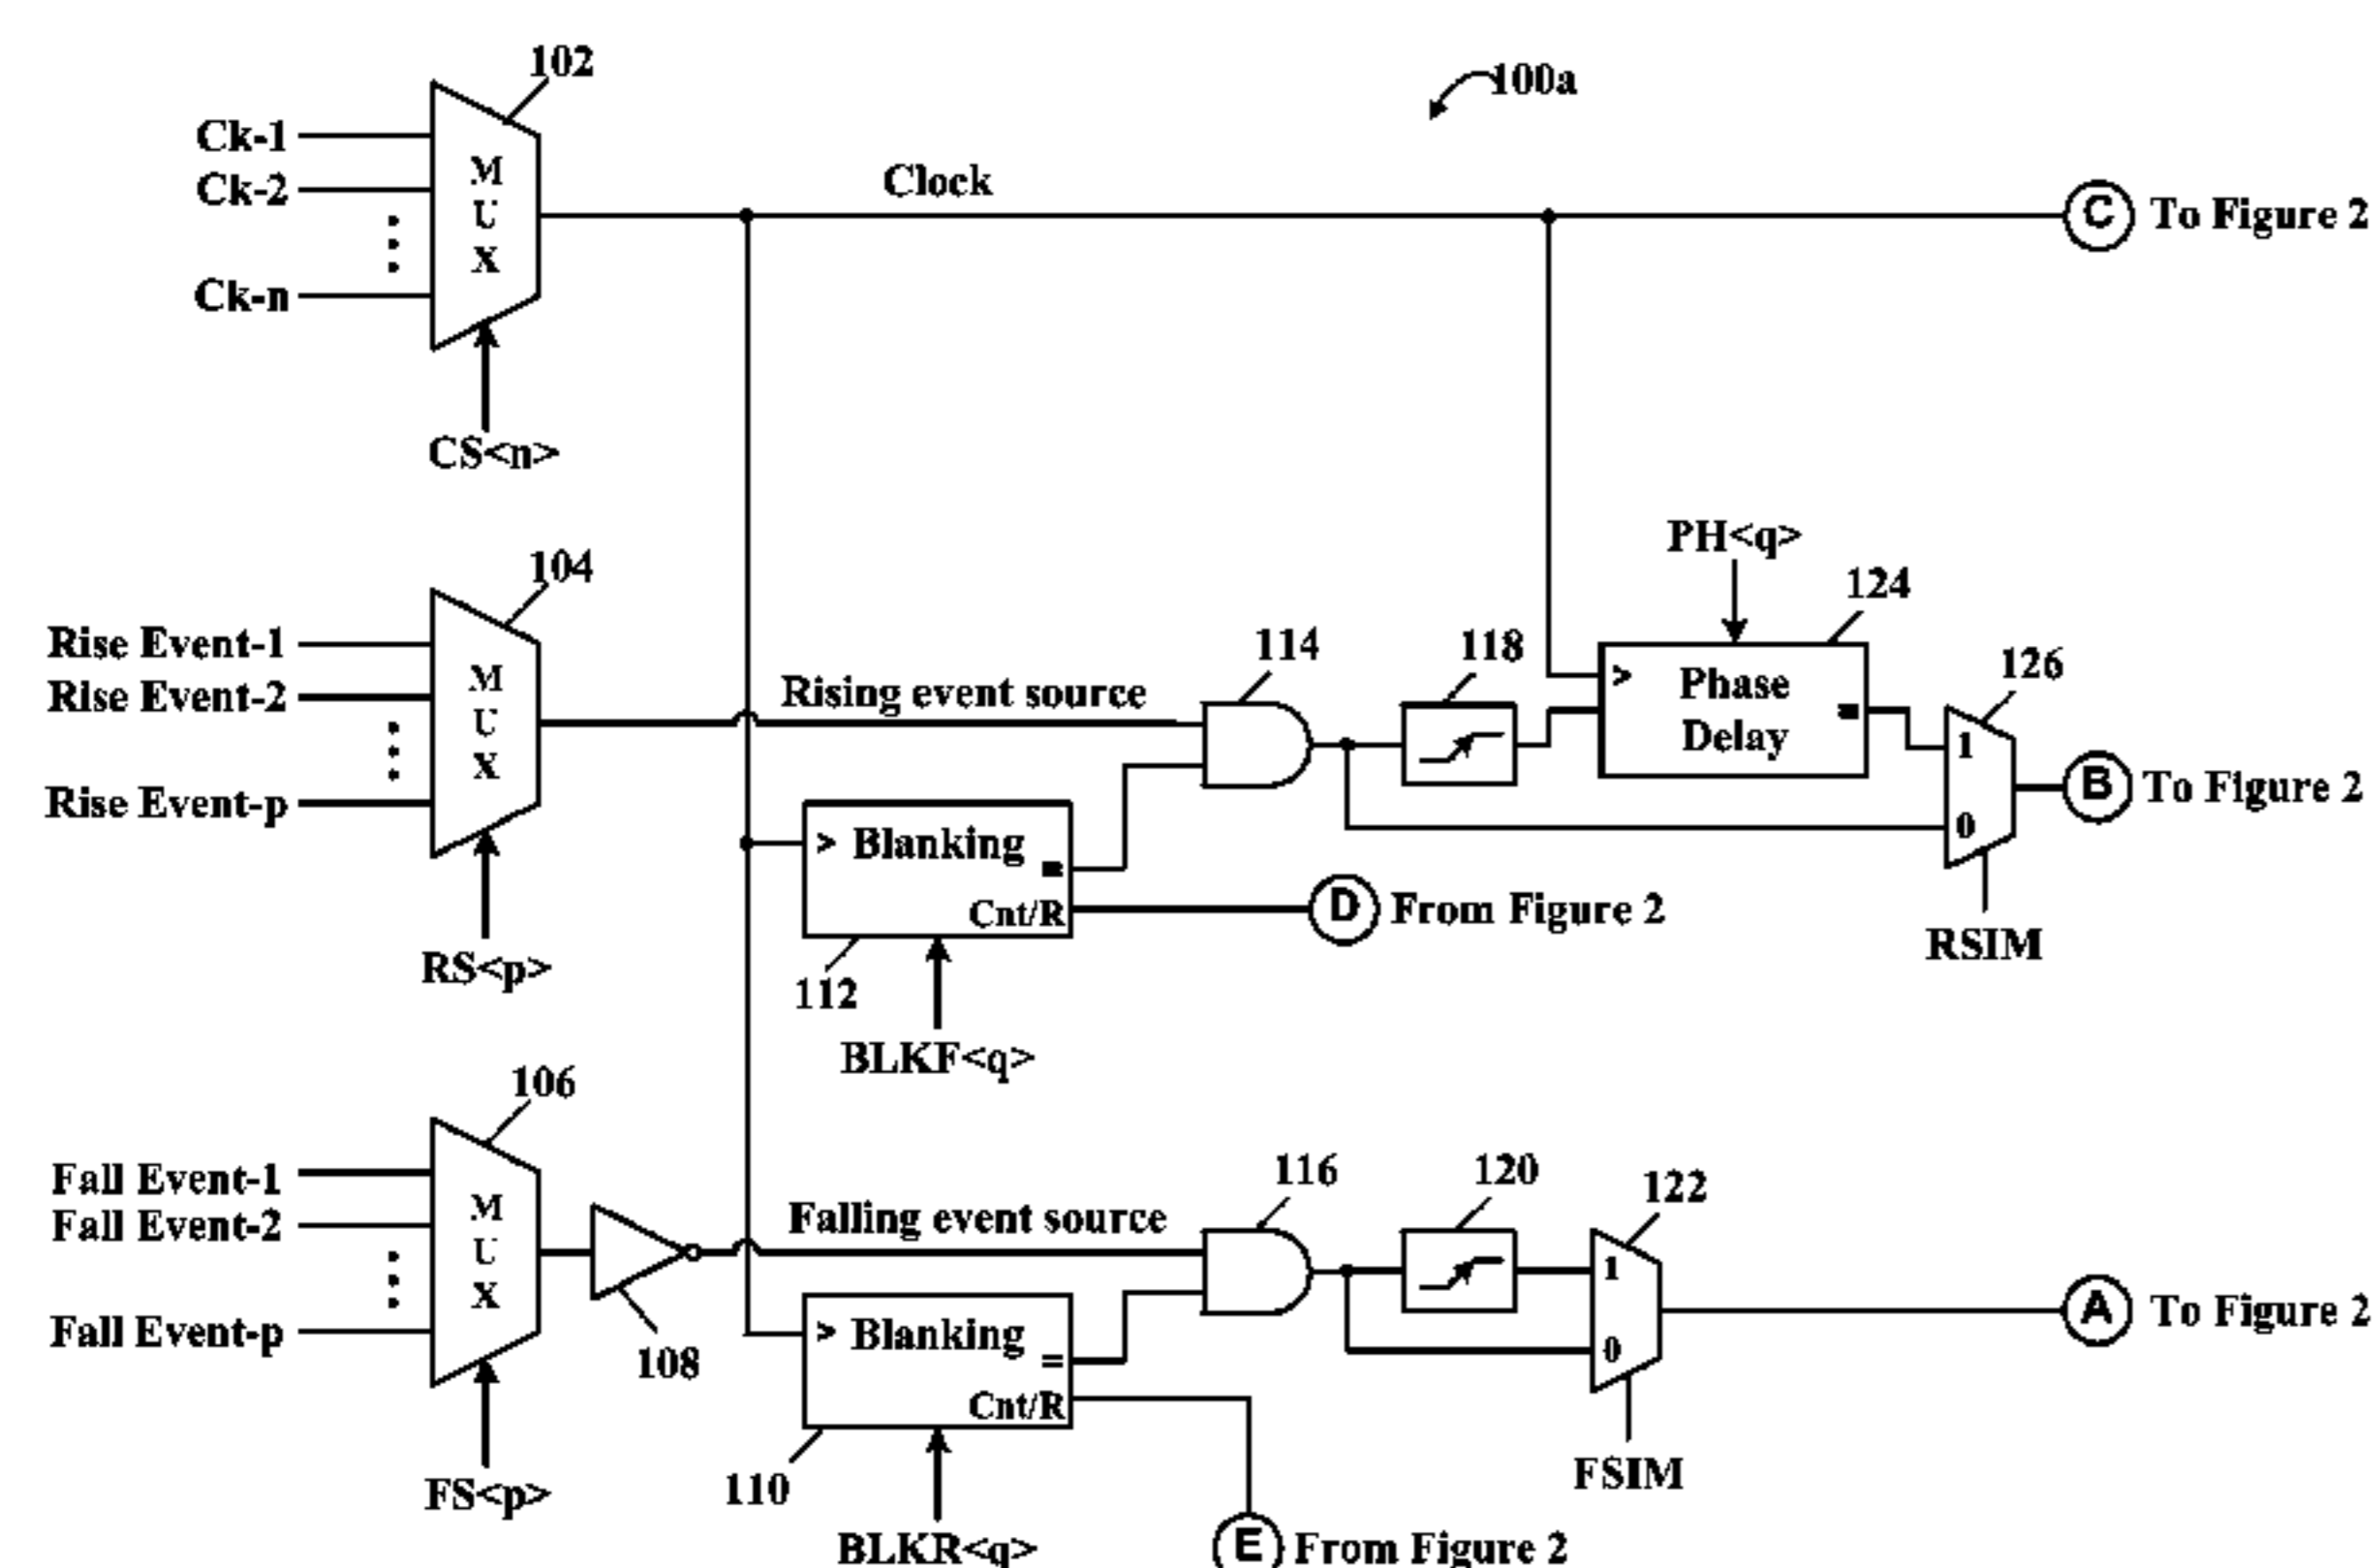 102
100a
Ck-1
Ck-2
Ck-n
M
U
X
Clock
C To Figure 2
CS<n>
PH<q>
104
124
Rise Event-1
Rise Event-2
Rise Event-p
M
U
X
Rising event source
114
118
> Phase
Delay
=
126
1
0
B To Figure 2
> Blanking
=
Cnt/R
D From Figure 2
RSIM
RS<p>
112
BLKF<q>
106
Fall Event-1
Fall Event-2
Fall Event-p
M
U
X
108
Falling event source
116
120
122
1
0
A To Figure 2
> Blanking
=
Cnt/R
FSIM
FS<p>
110
BLKR<q>
E From Figure 2